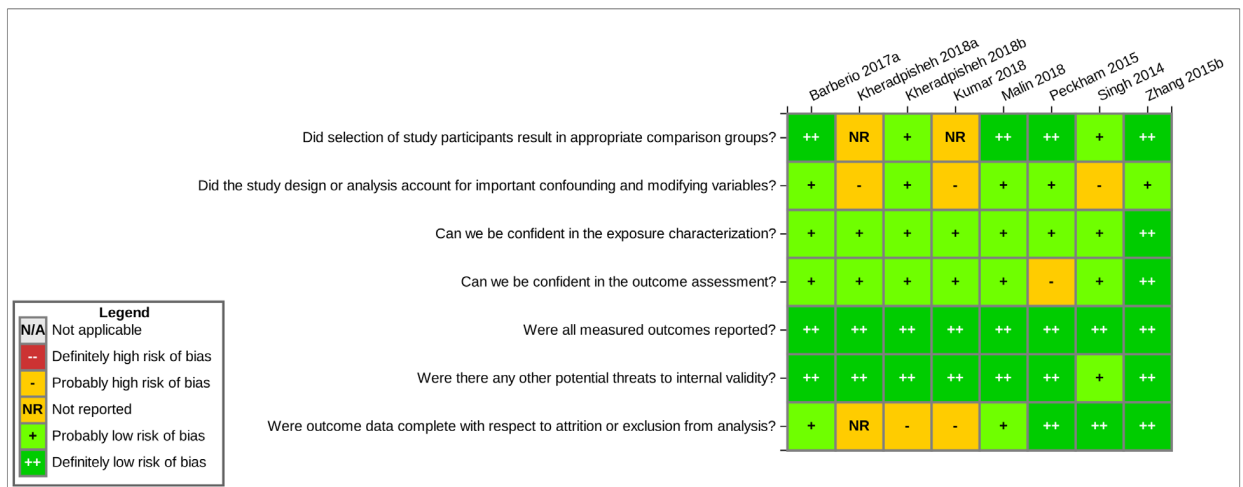 Barberio 2017a
Kheradpisheh 2018a
Kheradpisheh 2018b
Kumar 2018
Malin 2018
Peckham 2015
Singh 2014
Zhang 2015b
Did selection of study participants result in appropriate comparison groups? ++ NR + NR ++ ++ + ++
Did the study design or analysis account for important confounding and modifying variables? + - + - + + - +
Can we be confident in the exposure characterization? + + + + + + + ++
Can we be confident in the outcome assessment? + + + + + - + ++
Were all measured outcomes reported? ++ ++ ++ ++ ++ ++ ++ ++
Were there any other potential threats to internal validity? ++ ++ ++ ++ ++ ++ + ++
Were outcome data complete with respect to attrition or exclusion from analysis? + NR - - + ++ ++ ++
Legend
N/A Not applicable
-- Definitely high risk of bias
- Probably high risk of bias
NR Not reported
+ Probably low risk of bias
++ Definitely low risk of bias